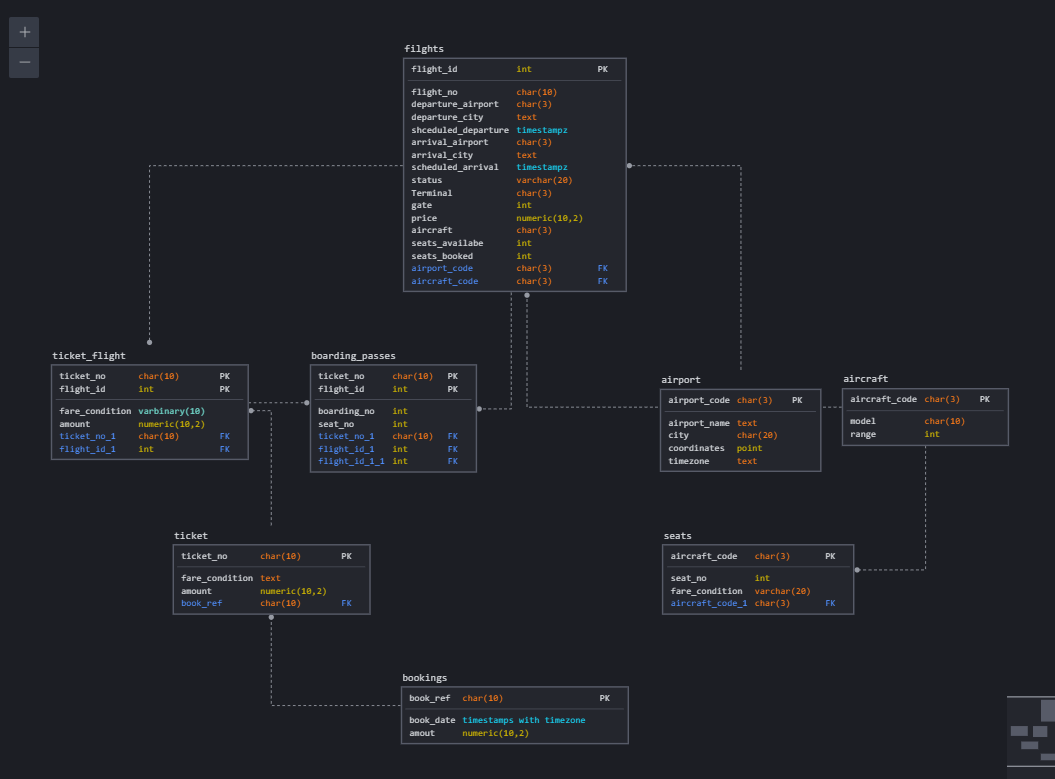 +
−
filghts
flight_id int PK
flight_no char(10)
departure_airport char(3)
departure_city text
shceduled_departure timestampz
arrival_airport char(3)
arrival_city text
scheduled_arrival timestampz
status varchar(20)
Terminal char(3)
gate int
price numeric(10,2)
aircraft char(3)
seats_availabe int
seats_booked int
airport_code char(3) FK
aircraft_code char(3) FK
ticket_flight
ticket_no char(10) PK
flight_id int PK
fare_condition varbinary(10)
amount numeric(10,2)
ticket_no_1 char(10) FK
flight_id_1 int FK
boarding_passes
ticket_no char(10) PK
flight_id int PK
boarding_no int
seat_no int
ticket_no_1 char(10) FK
flight_id_1 int FK
flight_id_1_1 int FK
airport
airport_code char(3) PK
airport_name text
city char(20)
coordinates point
timezone text
aircraft
aircraft_code char(3) PK
model char(10)
range int
ticket
ticket_no char(10) PK
fare_condition text
amount numeric(10,2)
book_ref char(10) FK
seats
aircraft_code char(3) PK
seat_no int
fare_condition varchar(20)
aircraft_code_1 char(3) FK
bookings
book_ref char(10) PK
book_date timestamps with timezone
amout numeric(10,2)